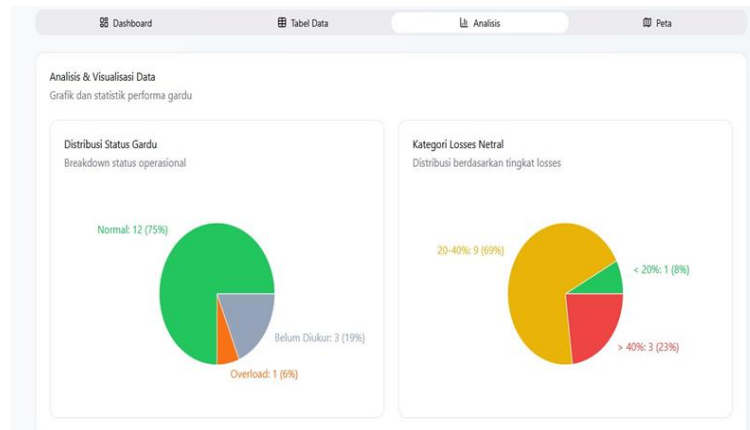 Dashboard
Tabel Data
Analisis
Peta
Analisis & Visualisasi Data
Grafik dan statistik performa gardu
Distribusi Status Gardu
Breakdown status operasional
Normal: 12 (75%)
Belum Diukur: 3 (19%)
Overload: 1 (6%)
Kategori Losses Netral
Distribusi berdasarkan tingkat losses
20-40%: 9 (69%)
< 20%: 1 (8%)
> 40%: 3 (23%)